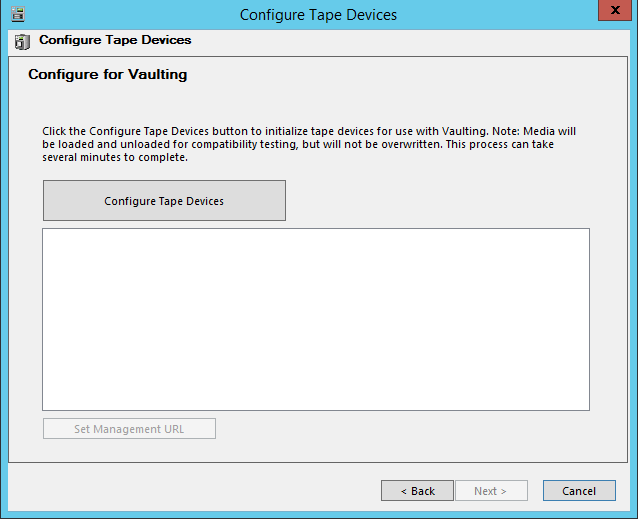 Configure Tape Devices
x
Configure Tape Devices
Configure for Vaulting
Click the Configure Tape Devices button to initialize tape devices for use with Vaulting. Note: Media will
be loaded and unloaded for compatibility testing, but will not be overwritten. This process can take
several minutes to complete.
Configure Tape Devices
Set Management URL
< Back
Next >
Cancel